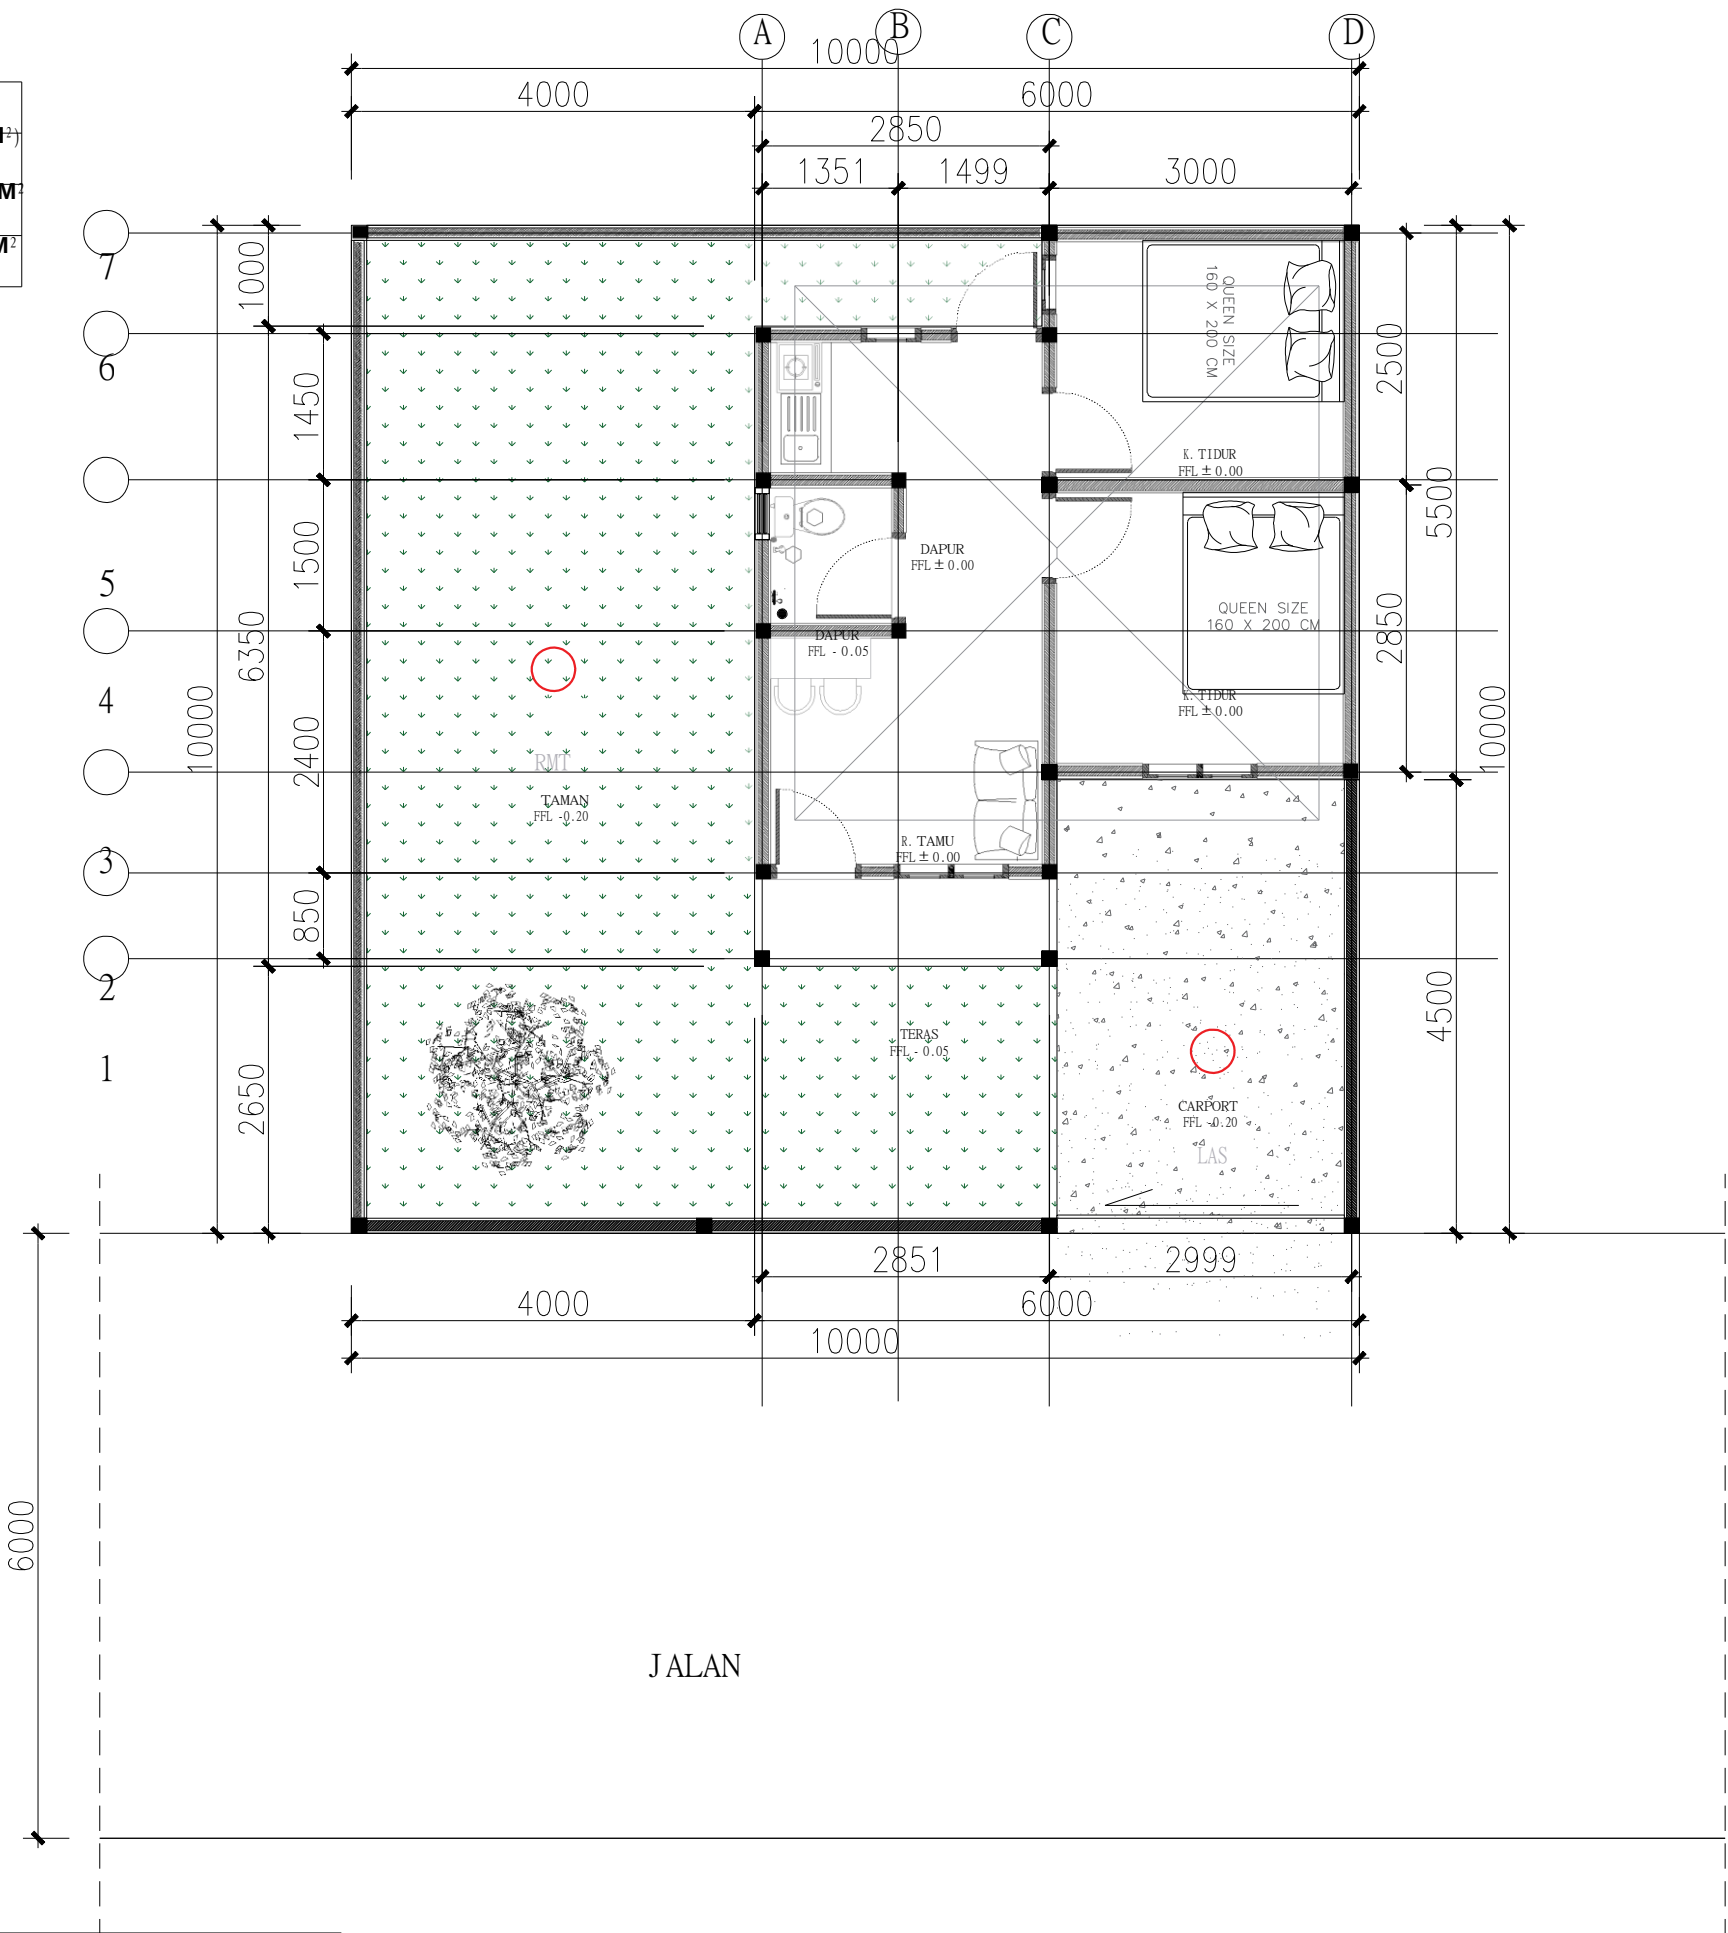 A
B
C
D
10000
4000
6000
2850
1351
1499
3000
M²)
M²
M²
7
6
5
4
3
2
1
1000
1450
1500
6350
10000
2400
850
2650
6000
2500
5500
2850
10000
4500
QUEEN SIZE
160 X 200 CM
K. TIDUR
FFL ± 0.00
DAPUR
FFL ± 0.00
QUEEN SIZE
160 X 200 CM
DAPUR
FFL - 0.05
K. TIDUR
FFL ± 0.00
RMT
TAMAN
FFL -0.20
R. TAMU
FFL ± 0.00
TERAS
FFL - 0.05
CARPORT
FFL -0.20
LAS
2851
2999
4000
6000
10000
JALAN